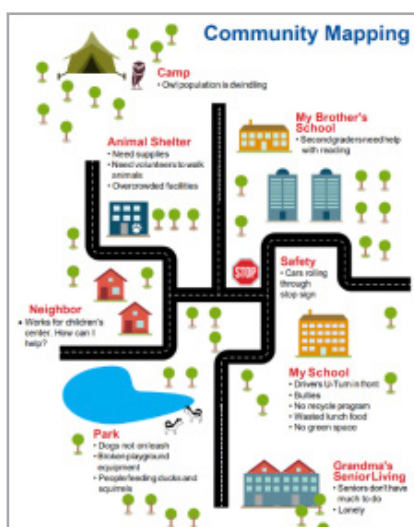 Community Mapping
Camp
• Owl population is dwindling
My Brother's
School
• Second graders need help
with reading
Animal Shelter
• Need supplies
• Need volunteers to walk
animals
• Overcrowded facilities
STOP
Safety
• Cars rolling
through
stop sign
Neighbor
• Works for children's
center. How can I
help?
My School
• Drivers U-Turn in front
• Bullies
• No recycle program
• Wasted lunch food
• No green space
Park
• Dogs not on leash
• Broken playground
equipment
• People feeding ducks and
squirrels
Grandma's
Senior Living
• Seniors don't have
much to do
• Lonely